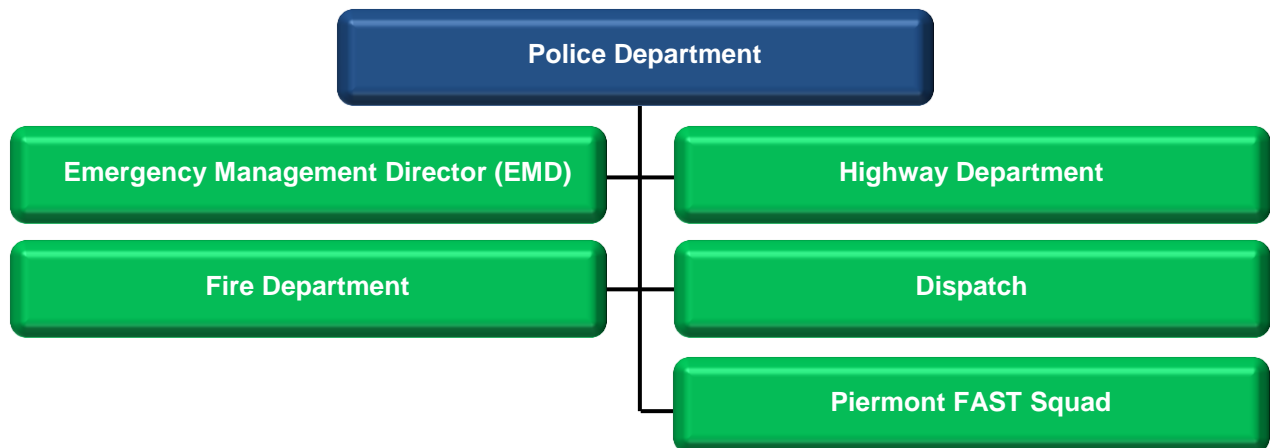 Police Department
Emergency Management Director (EMD)
Highway Department
Fire Department
Dispatch
Piermont FAST Squad